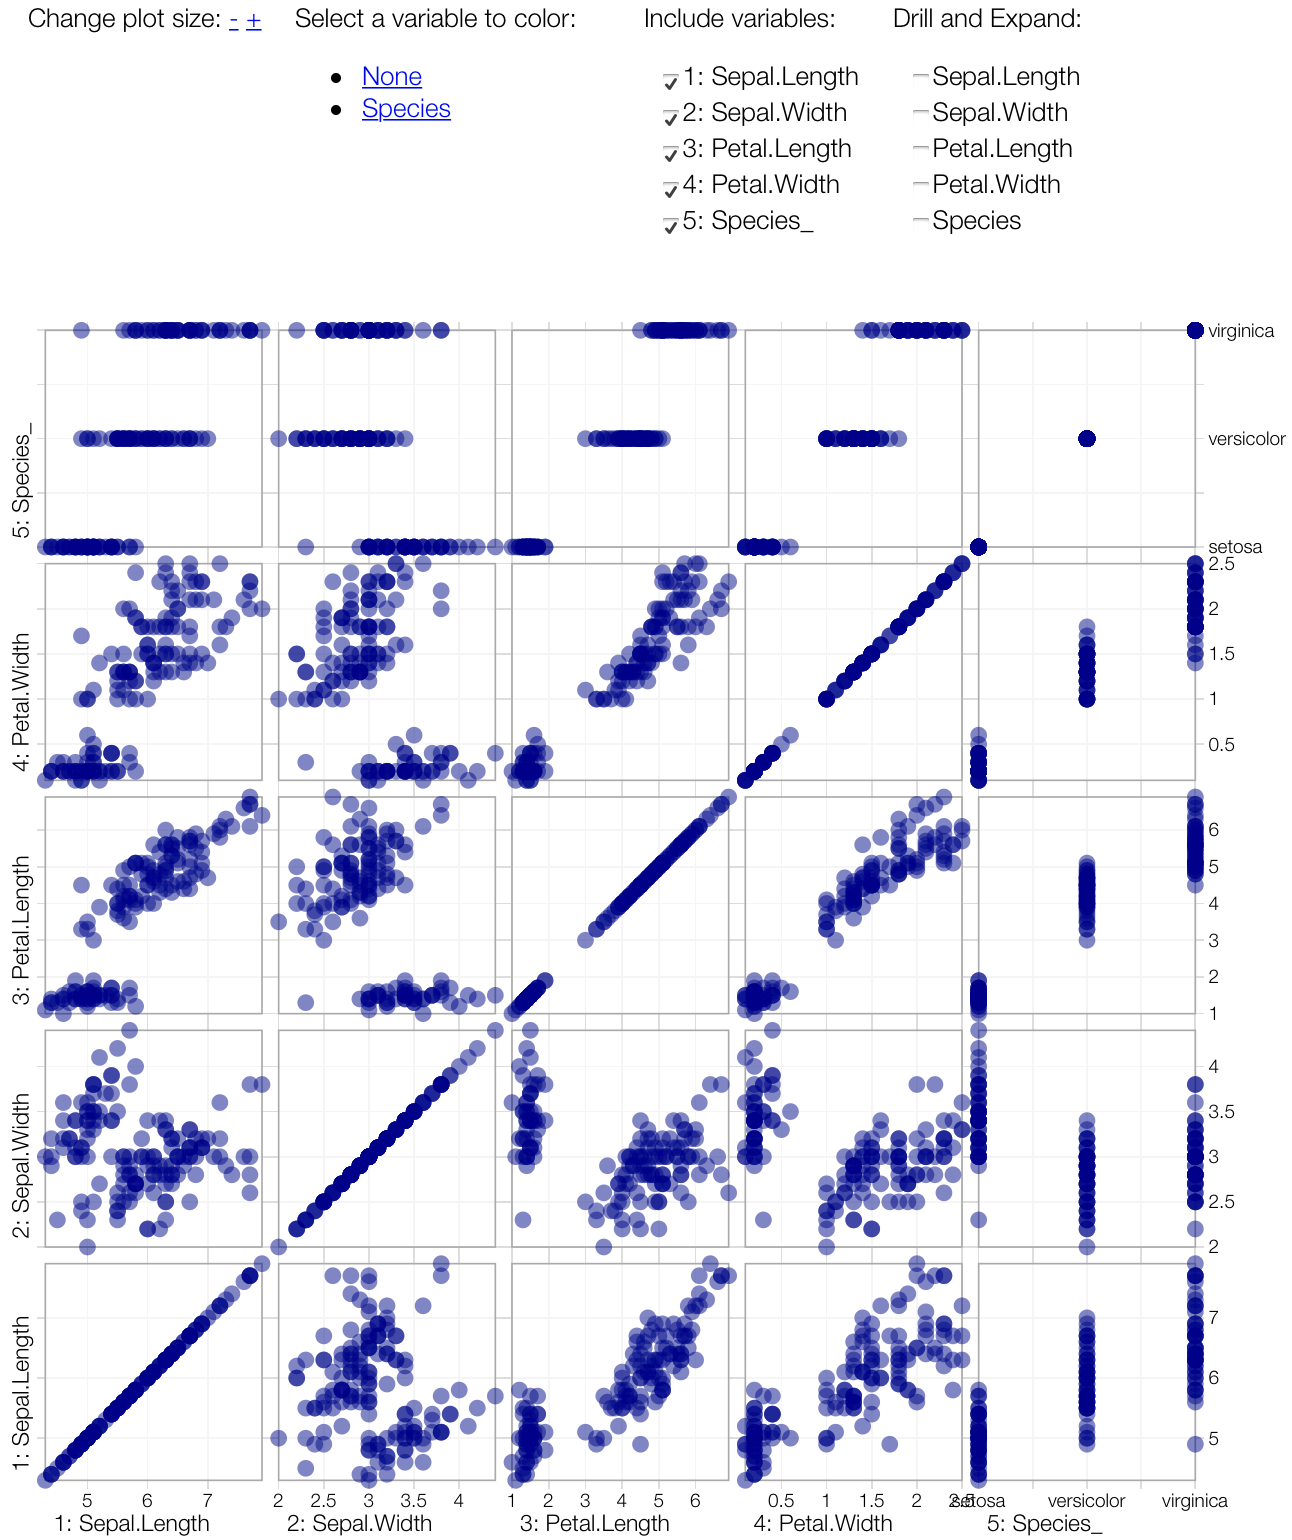 Change plot size: - + Select a variable to color: Include variables: Drill and Expand:
None 1: Sepal.Length Sepal.Length
Species 2: Sepal.Width Sepal.Width
3: Petal.Length Petal.Length
4: Petal.Width Petal.Width
5: Species_ Species
virginica
versicolor
5: Species_
setosa
2.5
2
4: Petal.Width
1.5
1
0.5
6
5
3: Petal.Length
4
3
2
1
4
3.5
2: Sepal.Width
3
2.5
2
7
1: Sepal.Length
6
5
5 6 7 2 2.5 3 3.5 4 1 2 3 4 5 6 0.5 1 1.5 2 2.5 setosa versicolor virginica
1: Sepal.Length 2: Sepal.Width 3: Petal.Length 4: Petal.Width 5: Species_